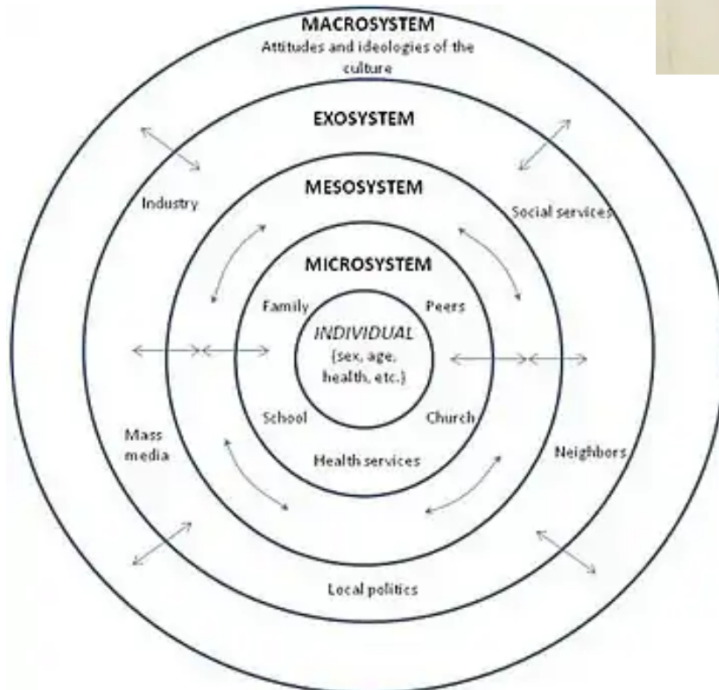 MACROSYSTEM
Attitudes and ideologies of the
culture
EXOSYSTEM
MESOSYSTEM
Industry
Social services
MICROSYSTEM
Family
Peers
INDIVIDUAL
{sex, age,
health, etc.}
School
Church
Mass
media
Health services
Neighbors
Local politics